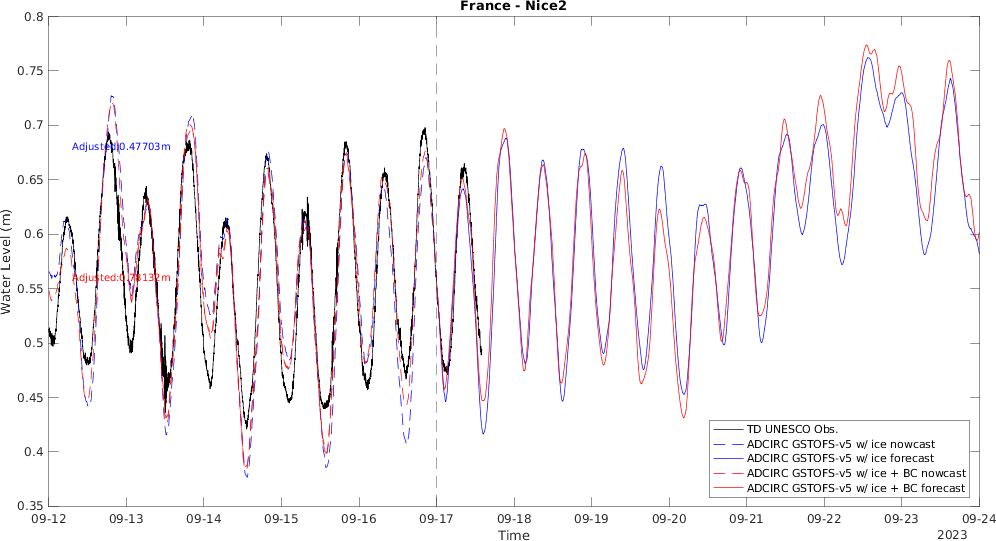 France - Nice2
0.8
0.75
0.7
0.65
0.6
0.55
0.5
0.45
0.4
0.35
Water Level (m)
Adjusted:0.47703m
Adjusted:0.78132m
TD UNESCO Obs.
ADCIRC GSTOFS-v5 w/ ice nowcast
ADCIRC GSTOFS-v5 w/ ice forecast
ADCIRC GSTOFS-v5 w/ ice + BC nowcast
ADCIRC GSTOFS-v5 w/ ice + BC forecast
09-12 09-13 09-14 09-15 09-16 09-17 09-18 09-19 09-20 09-21 09-22 09-23 09-24
Time
2023